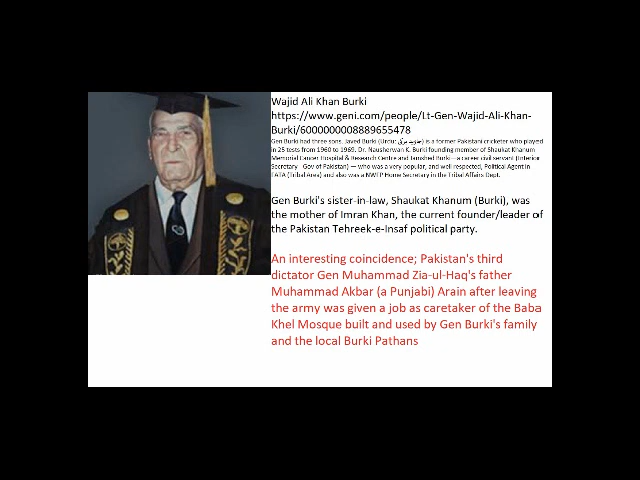 Wajid Ali Khan Burki
https://www.geni.com/people/Lt-Gen-Wajid-Ali-Khan-
Burki/6000000008889655478
Gen Burki had three sons. Javed Burki (Urdu: جاوید برکی) is a former Pakistani cricketer who played
in 25 tests from 1960 to 1969. Dr. Nausherwan K. Burki founding member of Shaukat Khanum
Memorial Cancer Hospital & Research Centre and Jamshed Burki —a career civil servant (Interior
Secretary - Gov of Pakistan) — who was a very popular, and well respected, Political Agent in
FATA (Tribal Area) and also was a NWFP Home Secretary in the Tribal Affairs Dept.
Gen Burki's sister-in-law, Shaukat Khanum (Burki), was
the mother of Imran Khan, the current founder/leader of
the Pakistan Tehreek-e-Insaf political party.
An interesting coincidence; Pakistan's third
dictator Gen Muhammad Zia-ul-Haq's father
Muhammad Akbar (a Punjabi) Arain after leaving
the army was given a job as caretaker of the Baba
Khel Mosque built and used by Gen Burki's family
and the local Burki Pathans